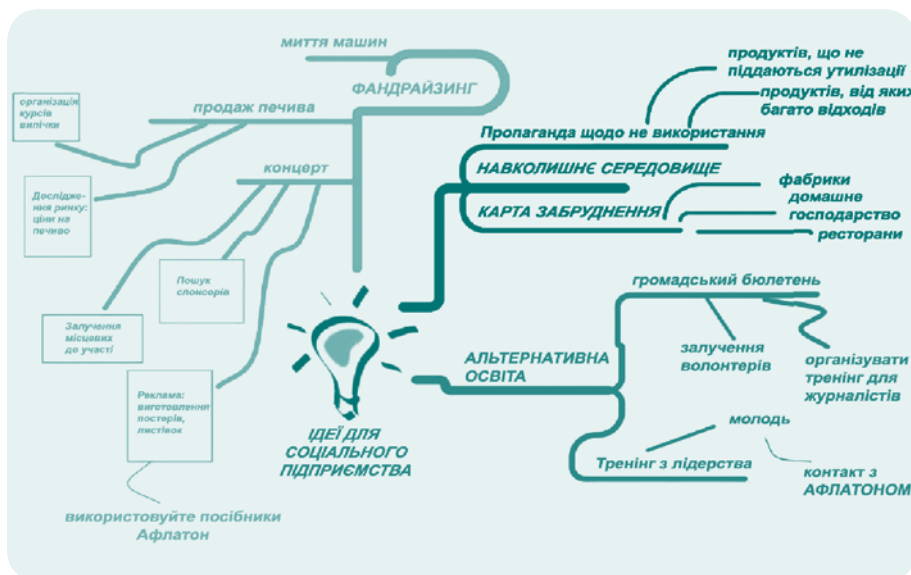 миття машин
ФАНДРАЙЗИНГ
продаж печива
організація
курсів
випічки
Дослідже-
ння ринку:
ціни на
печиво
концерт
Пошук
спонсорів
Залучення
місцевих
до участі
Реклама:
виготовлення
постерів,
листівок
використовуйте посібники
Афлатон
ІДЕЇ ДЛЯ
СОЦІАЛЬНОГО
ПІДПРИЄМСТВА
продуктів, що не
піддаються утилізації
продуктів, від яких
багато відходів
Пропаганда щодо не використання
НАВКОЛИШНЄ СЕРЕДОВИЩЕ
КАРТА ЗАБРУДНЕННЯ
фабрики
домашнє
господарство
ресторани
громадський бюлетень
залучення
волонтерів
організувати
тренінг для
журналістів
АЛЬТЕРНАТИВНА
ОСВІТА
молодь
Тренінг з лідерства
контакт з
АФЛАТОНОМ